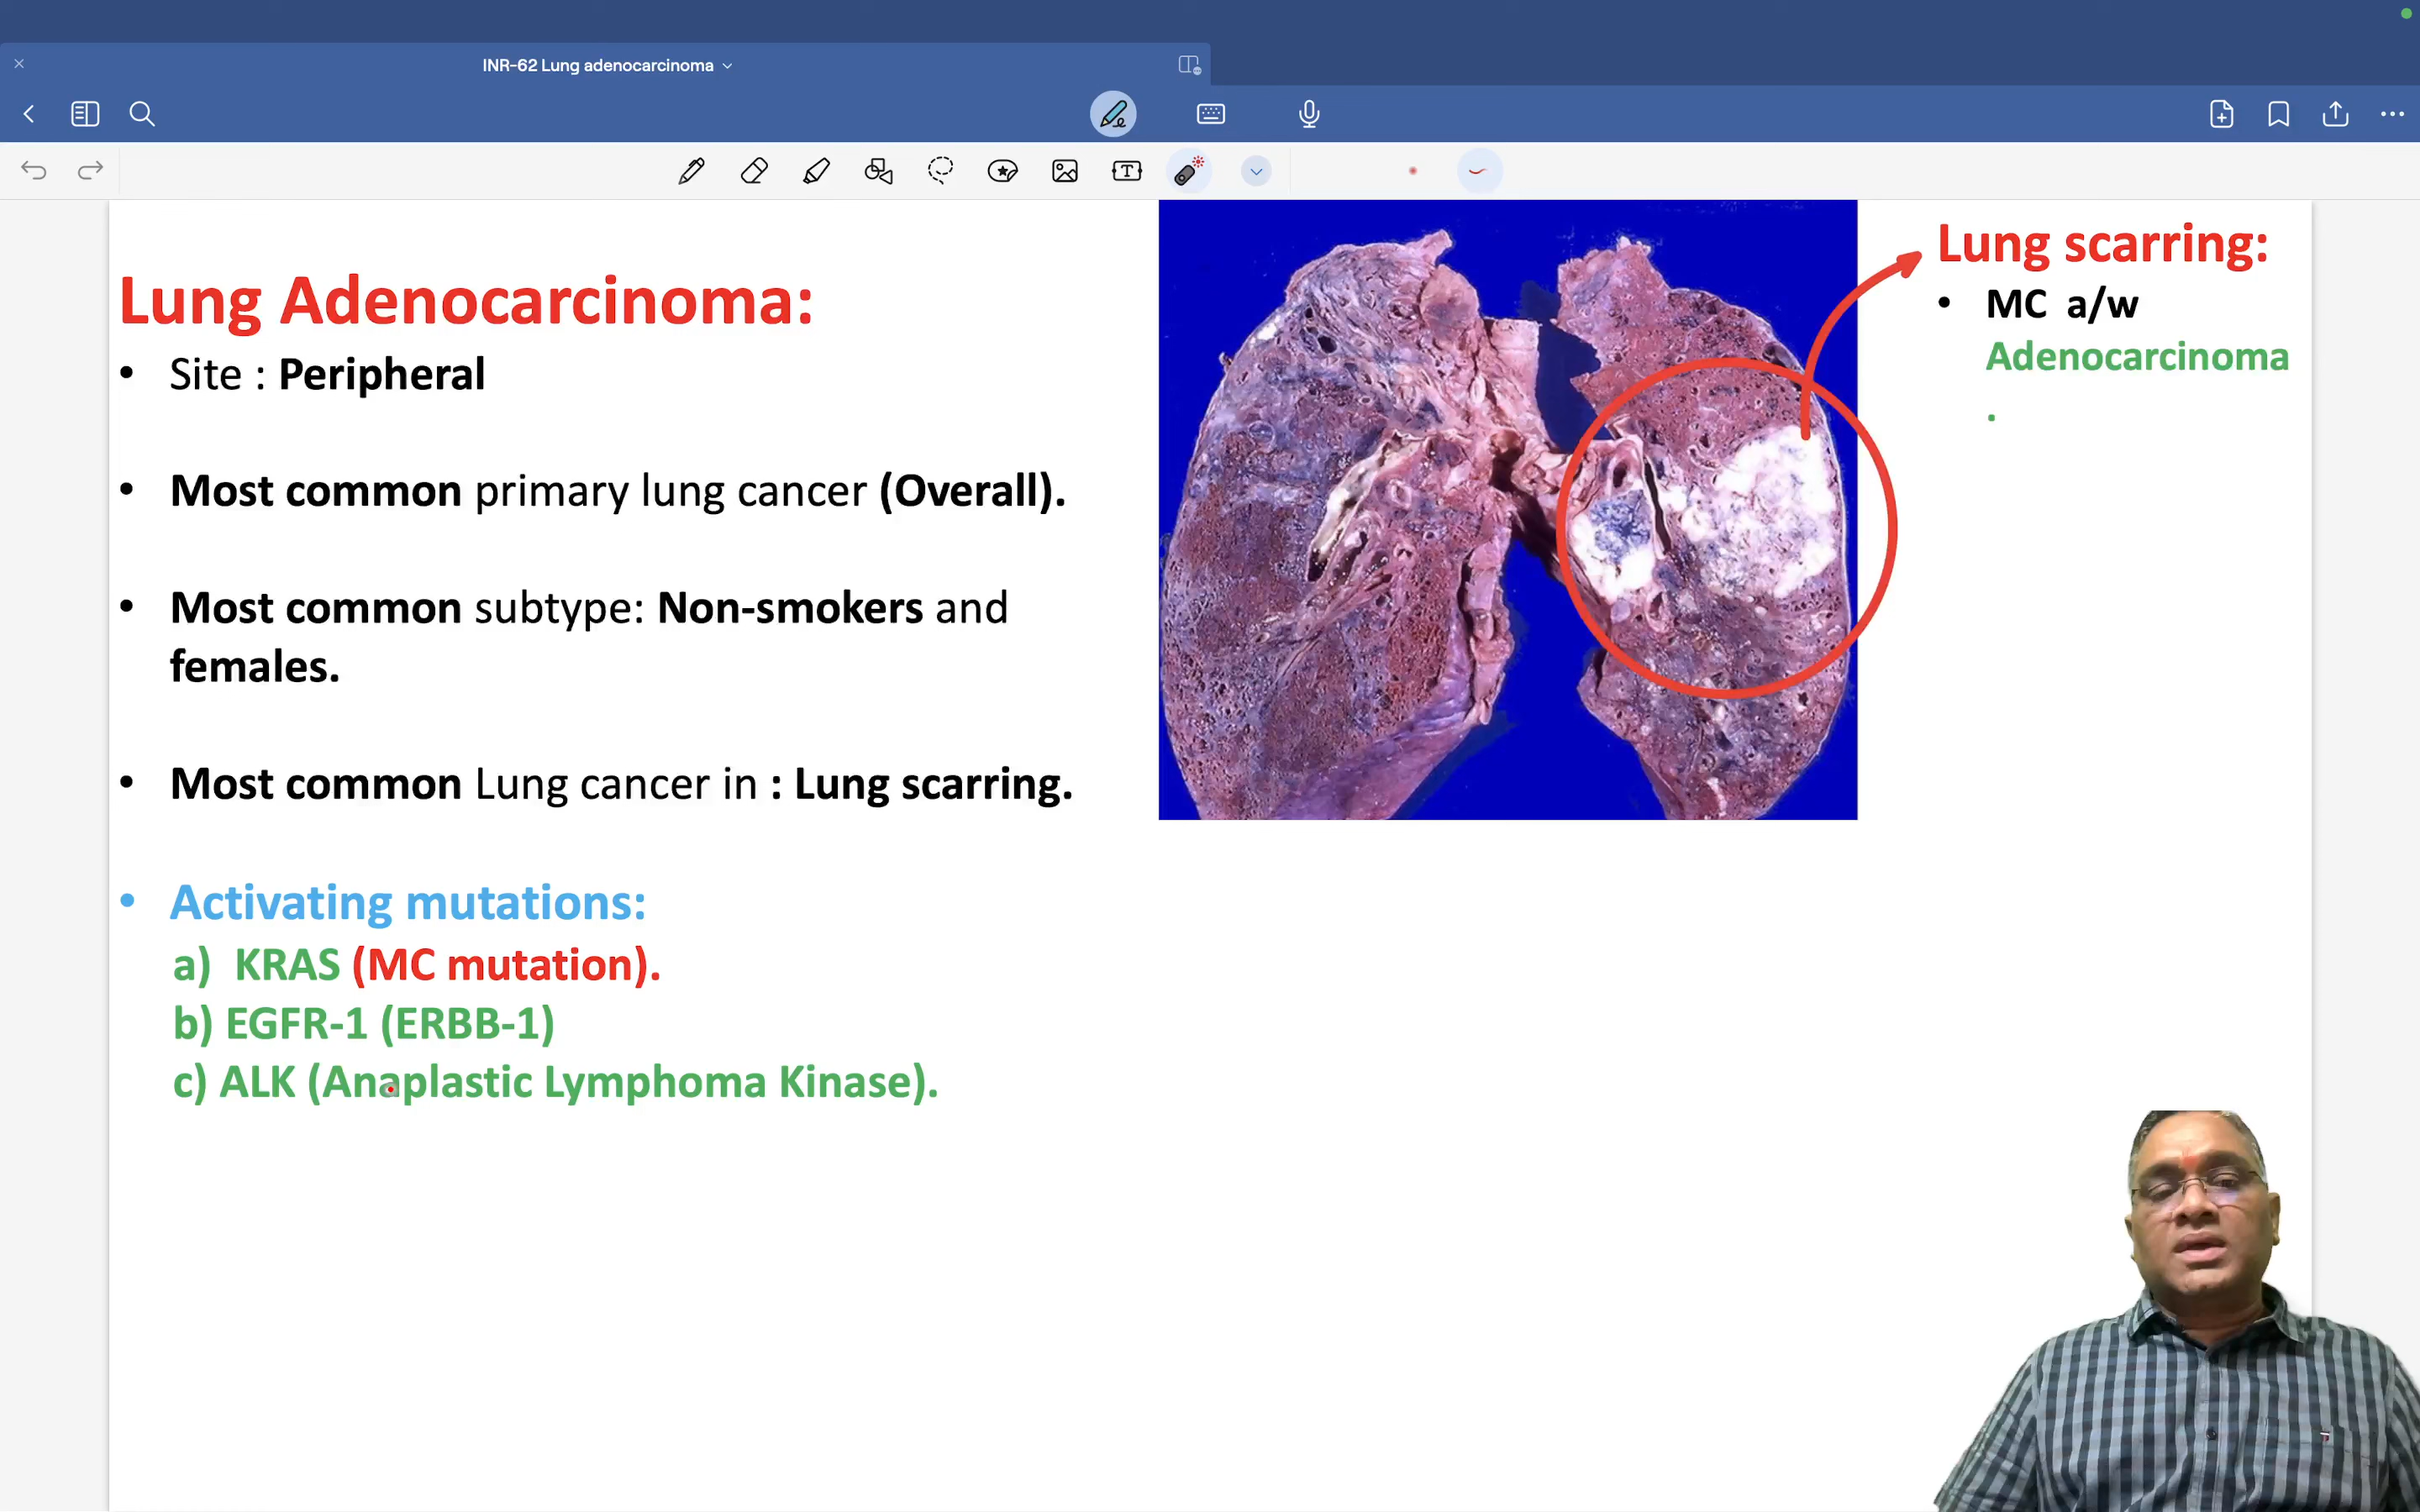 INR-62 Lung adenocarcinoma
Lung Adenocarcinoma:
• Site : Peripheral
• Most common primary lung cancer (Overall).
• Most common subtype: Non-smokers and
females.
• Most common Lung cancer in : Lung scarring.
• Activating mutations:
a) KRAS (MC mutation).
b) EGFR-1 (ERBB-1)
c) ALK (Anaplastic Lymphoma Kinase).
Lung scarring:
• MC a/w
Adenocarcinoma
.